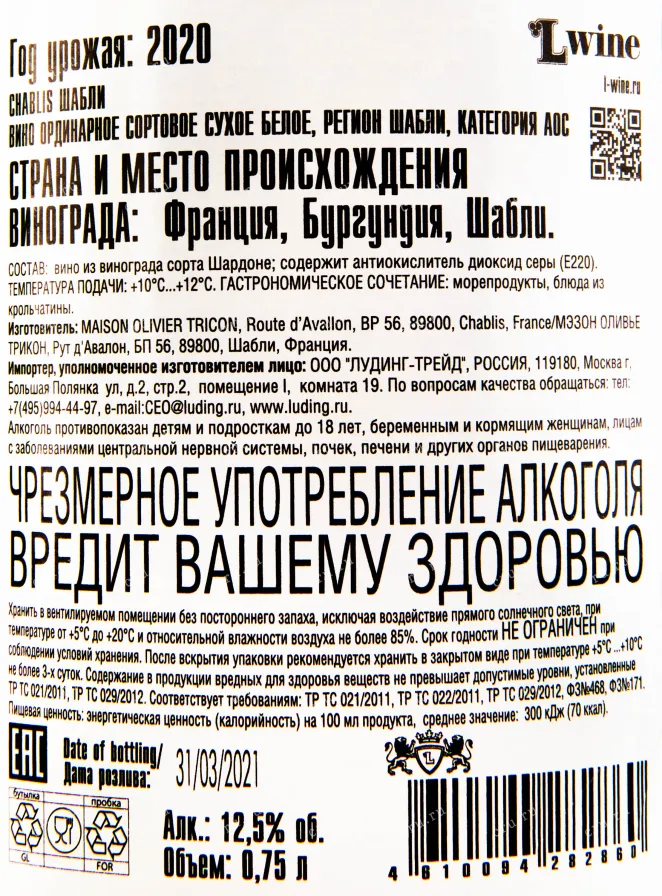 Год урожая: 2020
Lwine
l-wine.ru
CHABLIS ШАБЛИ
ВИНО ОРДИНАРНОЕ СОРТОВОЕ СУХОЕ БЕЛОЕ, РЕГИОН ШАБЛИ, КАТЕГОРИЯ АОС
СТРАНА И МЕСТО ПРОИСХОЖДЕНИЯ
ВИНОГРАДА: Франция, Бургундия, Шабли.
СОСТАВ: вино из винограда сорта Шардоне; содержит антиокислитель диоксид серы (Е220).
ТЕМПЕРАТУРА ПОДАЧИ: +10°С...+12°С. ГАСТРОНОМИЧЕСКОЕ СОЧЕТАНИЕ: морепродукты, блюда из
крольчатины.
Изготовитель: MAISON OLIVIER TRICON, Route d'Avallon, BP 56, 89800, Chablis, France/МЭЗОН ОЛИВЬЕ
ТРИКОН, Рут д'Авалон, БП 56, 89800, Шабли, Франция.
Импортер, уполномоченное изготовителем лицо: ООО "ЛУДИНГ-ТРЕЙД", РОССИЯ, 119180, Москва г,
Большая Полянка ул, д.2, стр.2, помещение I, комната 19. По вопросам качества обращаться: тел:
+7(495)994-44-97, e-mail:CEO@luding.ru, www.luding.ru.
Алкоголь противопоказан детям и подросткам до 18 лет, беременным и кормящим женщинам, лицам
с заболеваниями центральной нервной системы, почек, печени и других органов пищеварения.
ЧРЕЗМЕРНОЕ УПОТРЕБЛЕНИЕ АЛКОГОЛЯ
ВРЕДИТ ВАШЕМУ ЗДОРОВЬЮ
Хранить в вентилируемом помещении без постороннего запаха, исключая воздействие прямого солнечного света, при
температуре от +5°С до +20°С и относительной влажности воздуха не более 85%. Срок годности НЕ ОГРАНИЧЕН при
соблюдении условий хранения. После вскрытия упаковки рекомендуется хранить в закрытом виде при температуре +5°С ...+10°С
не более 3-х суток. Содержание в продукции вредных для здоровья веществ не превышает допустимые уровни, установленные
ТР ТС 021/2011, ТР ТС 029/2012. Соответствует требованиям: ТР ТС 021/2011, ТР ТС 022/2011, ТР ТС 029/2012, ФЗ№468, ФЗ№171.
Пищевая ценность: энергетическая ценность (калорийность) на 100 мл продукта, среднее значение: 300 кДж (70 ккал).
EAC
Date of bottling/
Дата розлива: 31/03/2021
L
бутылка
пробка
GL
FOR
Алк.: 12,5% об.
Объем: 0,75 л
4 610094 282860